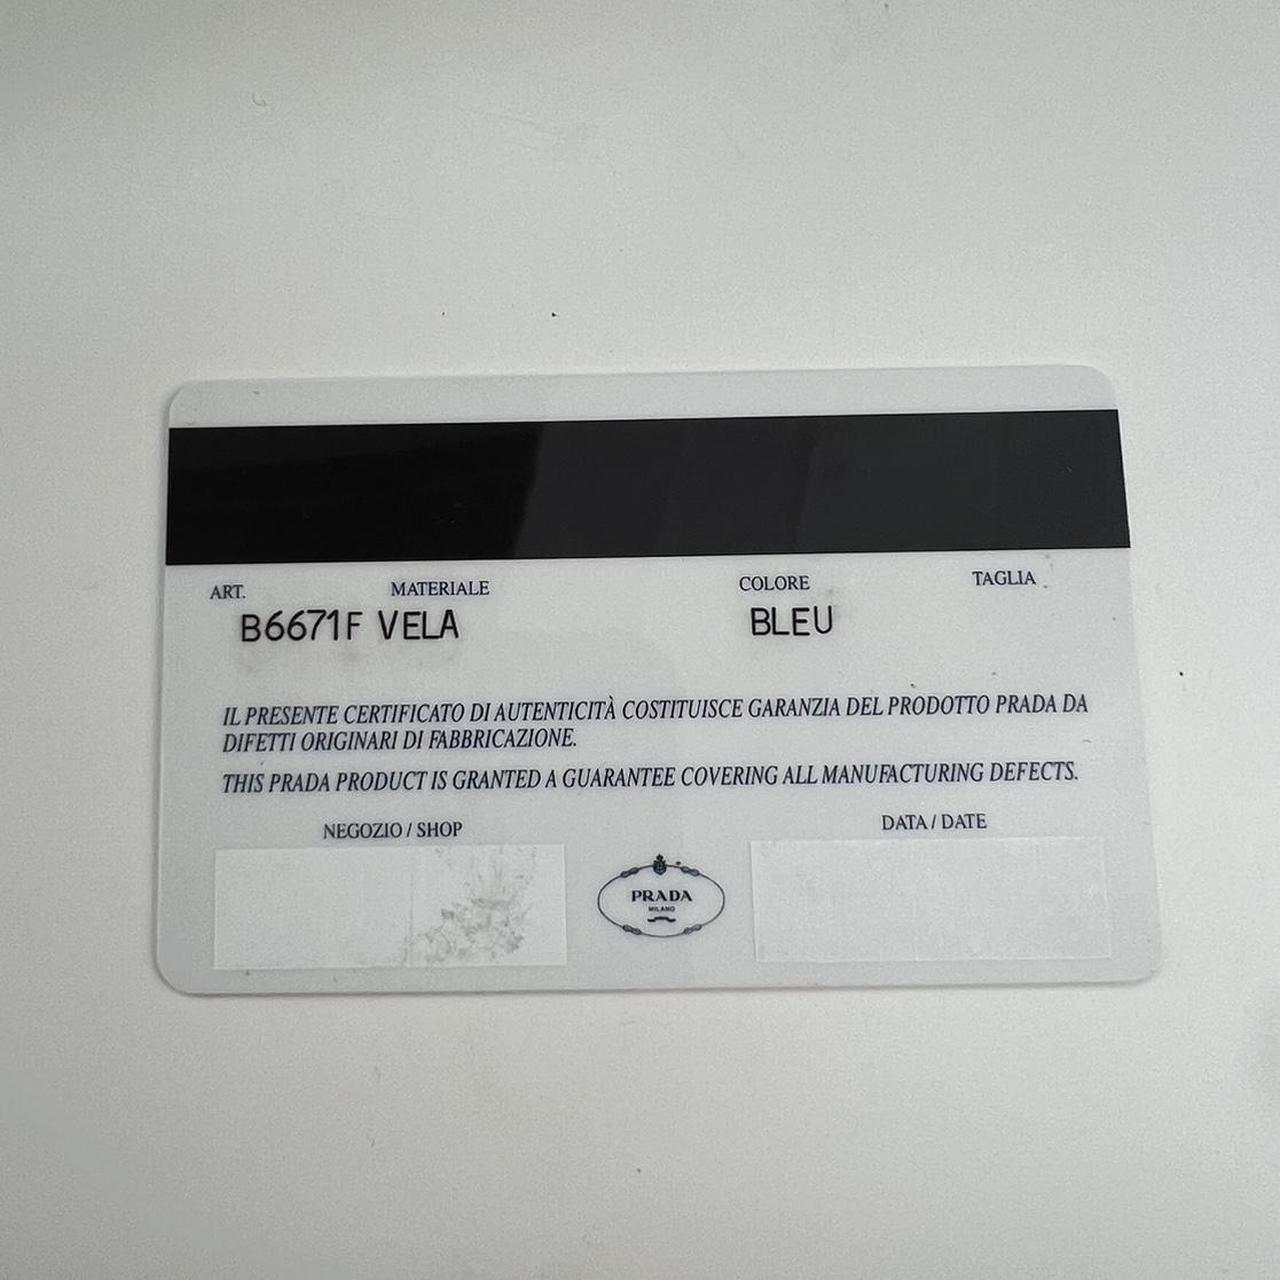 ART. MATERIALE COLORE TAGLIA
B6671F VELA BLEU
IL PRESENTE CERTIFICATO DI AUTENTICITÀ COSTITUISCE GARANZIA DEL PRODOTTO PRADA DA
DIFETTI ORIGINARI DI FABBRICAZIONE.
THIS PRADA PRODUCT IS GRANTED A GUARANTEE COVERING ALL MANUFACTURING DEFECTS.
NEGOZIO / SHOP DATA / DATE
PRADA
MILANO